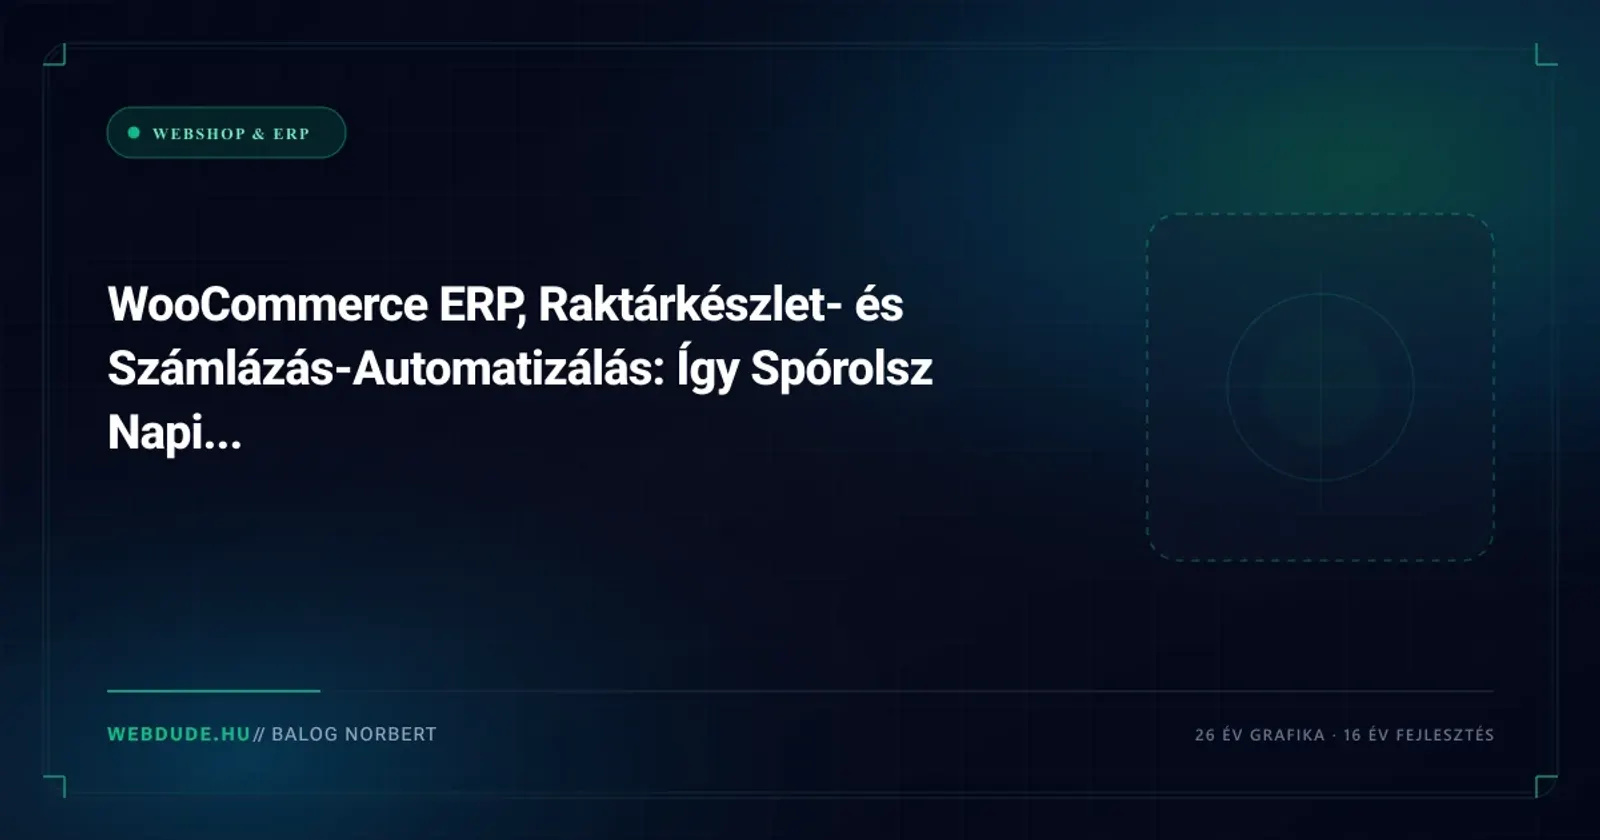 WEBSHOP & ERP
WooCommerce ERP, Raktárkészlet- és
Számlázás-Automatizálás: Így Spórolsz
Napi...
WEBDUDE.HU // BALOG NORBERT
26 ÉV GRAFIKA · 16 ÉV FEJLESZTÉS